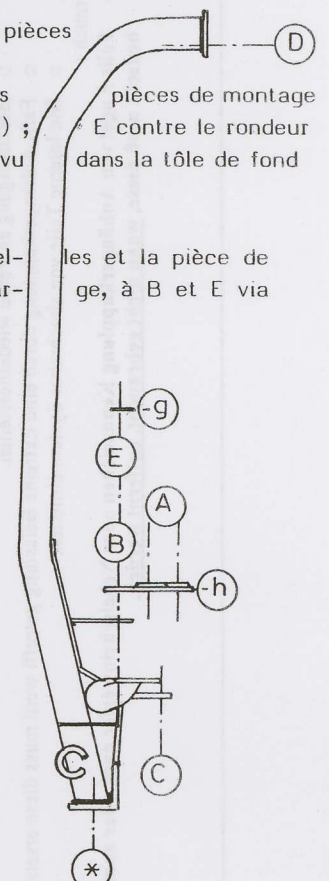 pièces
D
s pièces de montage
) ; E contre le rondeur
vu dans la tôle de fond
el- les et la pièce de
ar- ge, à B et E via
-g
E
A
B
-h
C
C
*